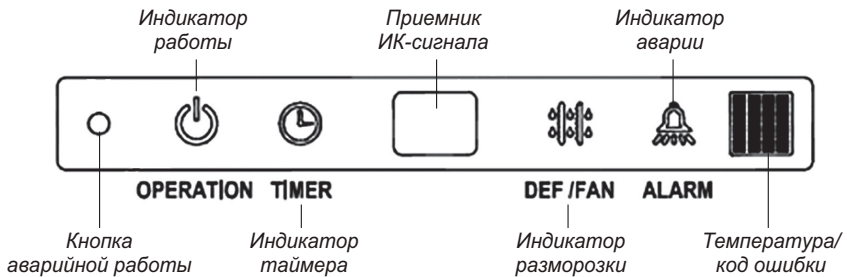 Индикатор
работы
Приемник
ИК-сигнала
Индикатор
аварии
OPERATION TIMER DEF /FAN ALARM
Кнопка
аварийной работы
Индикатор
таймера
Индикатор
разморозки
Температура/
код ошибки